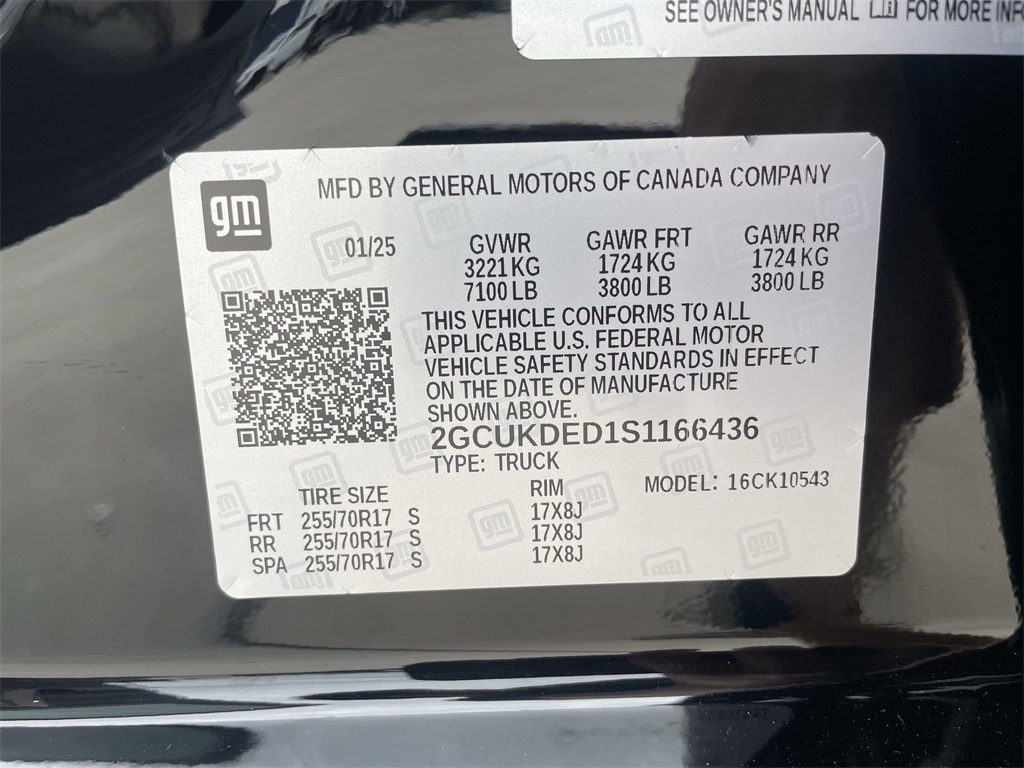 SEE OWNER'S MANUAL FOR MORE INFO
gm
MFD BY GENERAL MOTORS OF CANADA COMPANY
01/25
GVWR GAWR FRT GAWR RR
3221 KG 1724 KG 1724 KG
7100 LB 3800 LB 3800 LB
THIS VEHICLE CONFORMS TO ALL
APPLICABLE U.S. FEDERAL MOTOR
VEHICLE SAFETY STANDARDS IN EFFECT
ON THE DATE OF MANUFACTURE
SHOWN ABOVE.
2GCUKDED1S1166436
TYPE: TRUCK
MODEL: 16CK10543
TIRE SIZE RIM
FRT 255/70R17 S 17X8J
RR 255/70R17 S 17X8J
SPA 255/70R17 S 17X8J